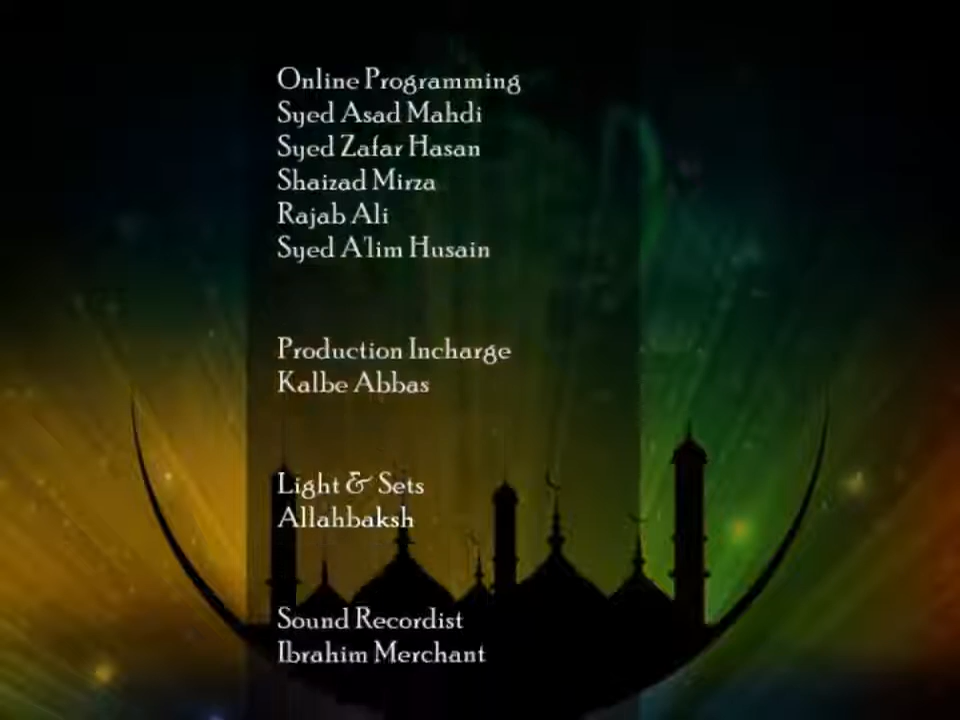 Online Programming
Syed Asad Mahdi
Syed Zafar Hasan
Shaizad Mirza
Rajab Ali
Syed A'lim Husain
Production Incharge
Kalbe Abbas
Light & Sets
Allahbaksh
Sound Recordist
Ibrahim Merchant